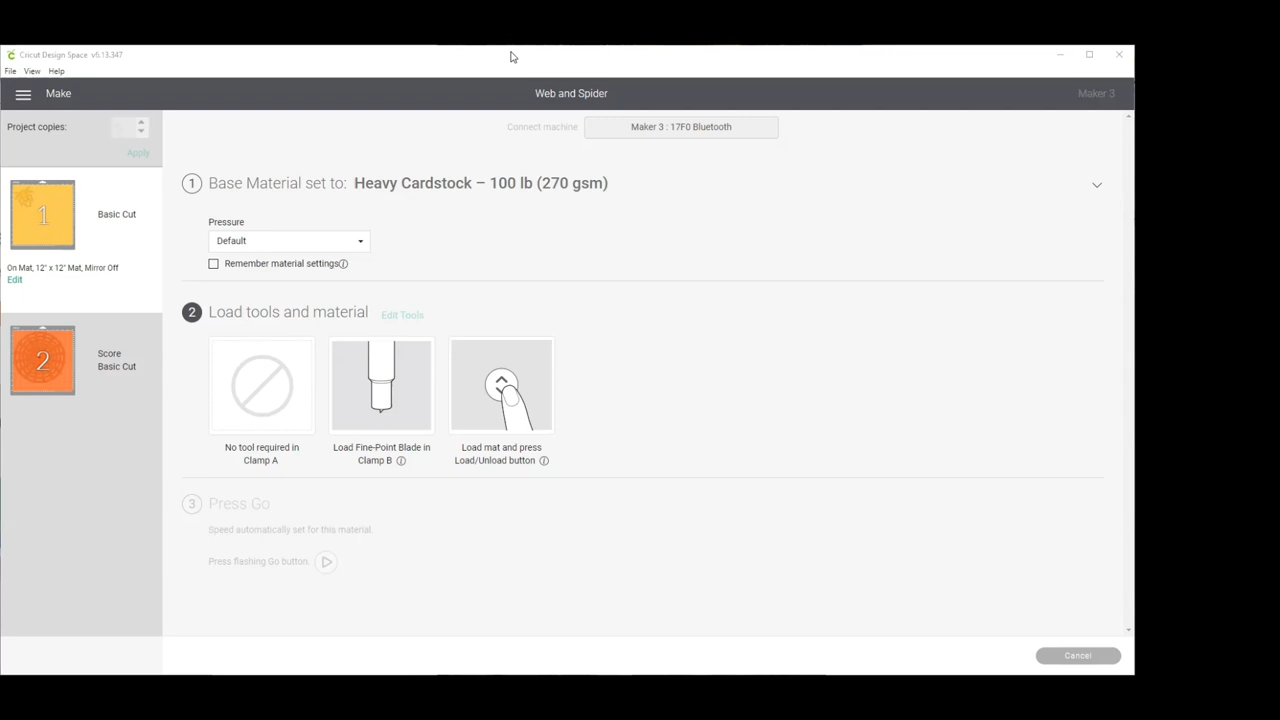 Cricut Design Space v6.13.347
File View Help
Make
Web and Spider
Maker 3
Project copies:
Apply
Connect machine
Maker 3 : 17F0 Bluetooth
1
Basic Cut
On Mat, 12" x 12" Mat, Mirror Off
Edit
2
Score
Basic Cut
1 Base Material set to: Heavy Cardstock – 100 lb (270 gsm)
Pressure
Default
Remember material settings
2 Load tools and material Edit Tools
No tool required in
Clamp A
Load Fine-Point Blade in
Clamp B
Load mat and press
Load/Unload button
3 Press Go
Speed automatically set for this material.
Press flashing Go button.
Cancel